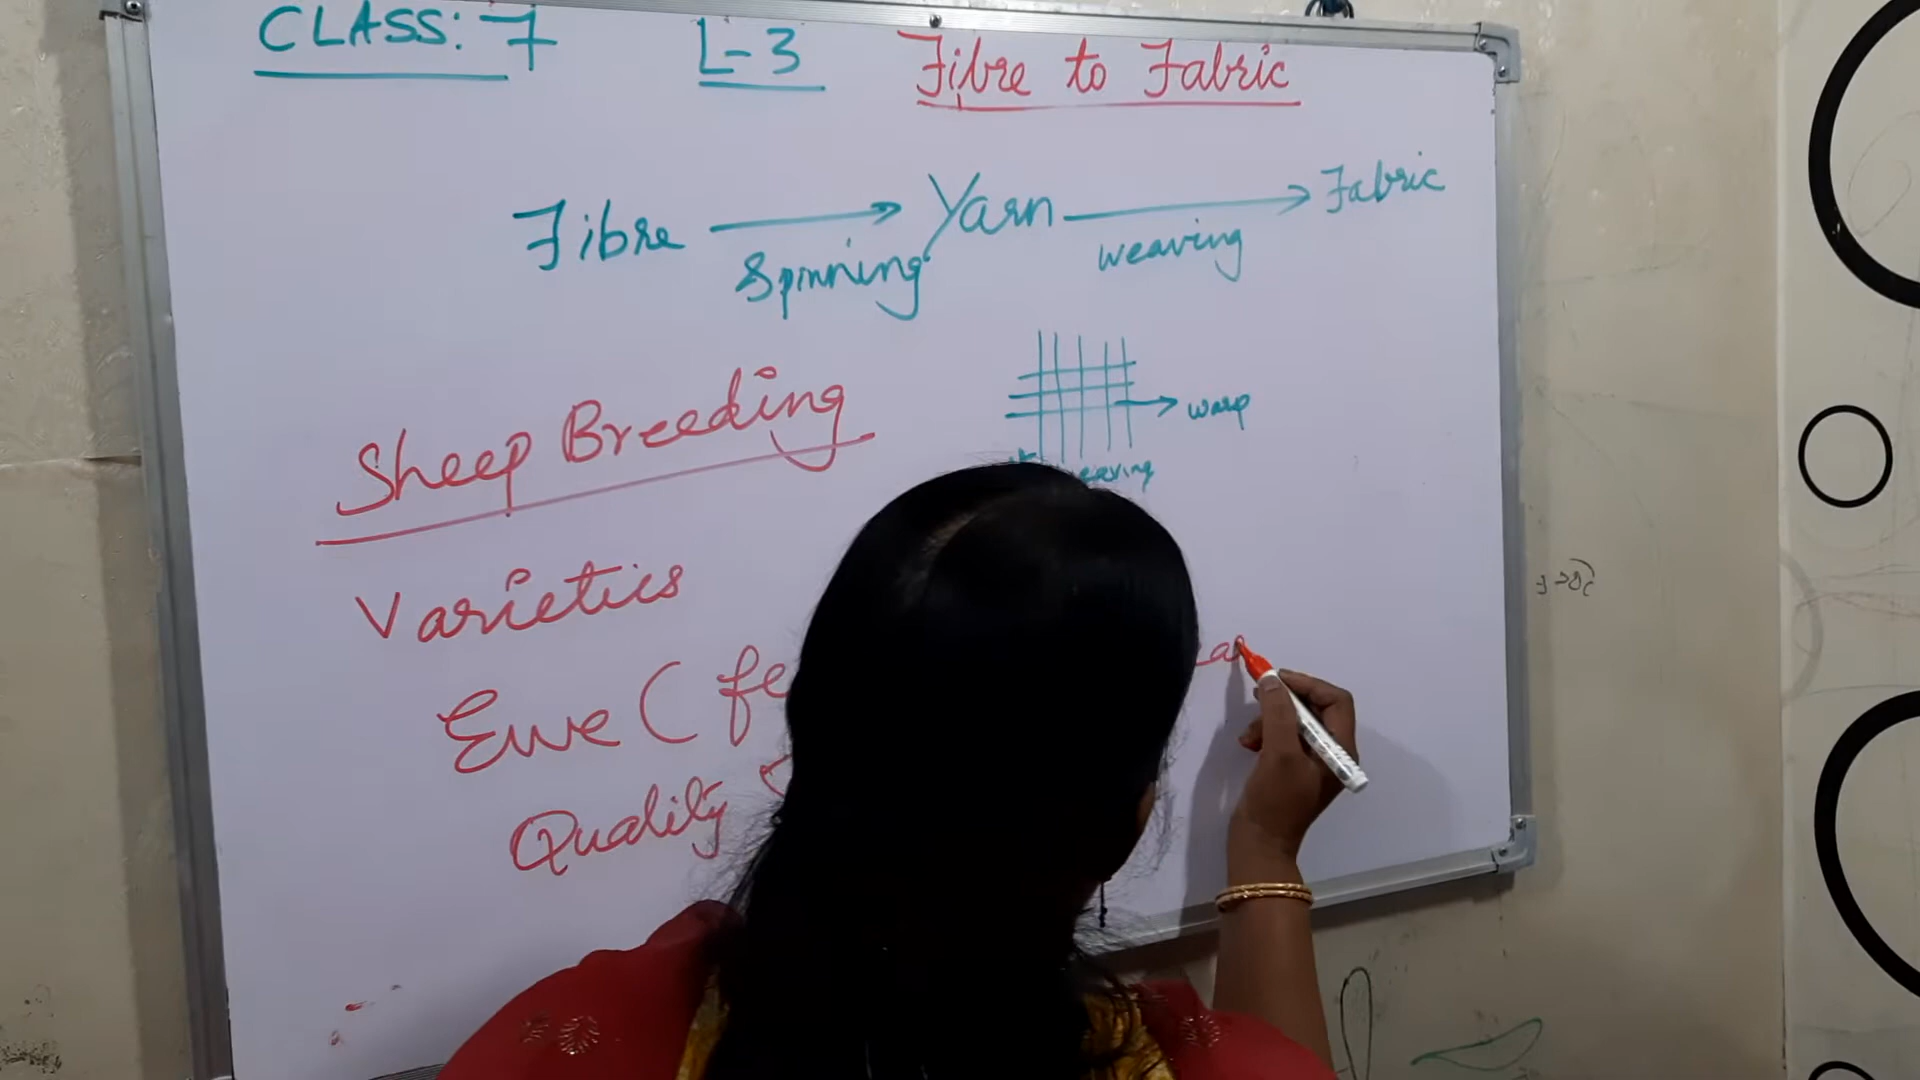 CLASS: 7 L-3 Fibre to Fabric
Fibre → Yarn → Fabric
Spinning weaving
Sheep Breeding
warp
Varieties
Ewe (
Quality